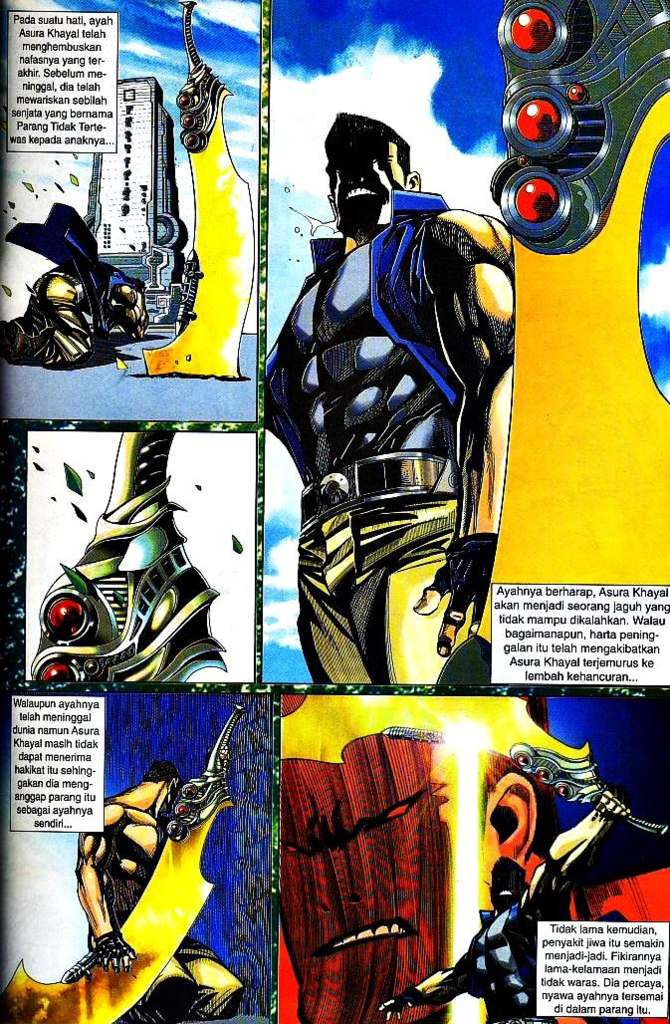 Pada suatu hati, ayah
Asura Khayal telah
menghembuskan
nafasnya yang ter-
akhir. Sebelum me-
ninggal, dia telah
mewariskan sebilah
senjata yang bernama
Parang Tidak Terte-
was kepada anaknya...
Ayahnya berharap, Asura Khayal
akan menjadi seorang jaguh yang
tidak mampu dikalahkan. Walau
bagaimanapun, harta pening-
galan itu telah mengakibatkan
Asura Khayal terjemurus ke
lembah kehancuran...
Walaupun ayahnya
telah meninggal
dunia namun Asura
Khayal masih tidak
dapat menerima
hakikat itu sehing-
gakan dia meng-
anggap parang itu
sebagai ayahnya
sendiri...
Tidak lama kemudian,
penyakit jiwa itu semakin
menjadi-jadi. Fikirannya
lama-kelamaan menjadi
tidak waras. Dia percaya,
nyawa ayahnya tersemai
di dalam parang itu.